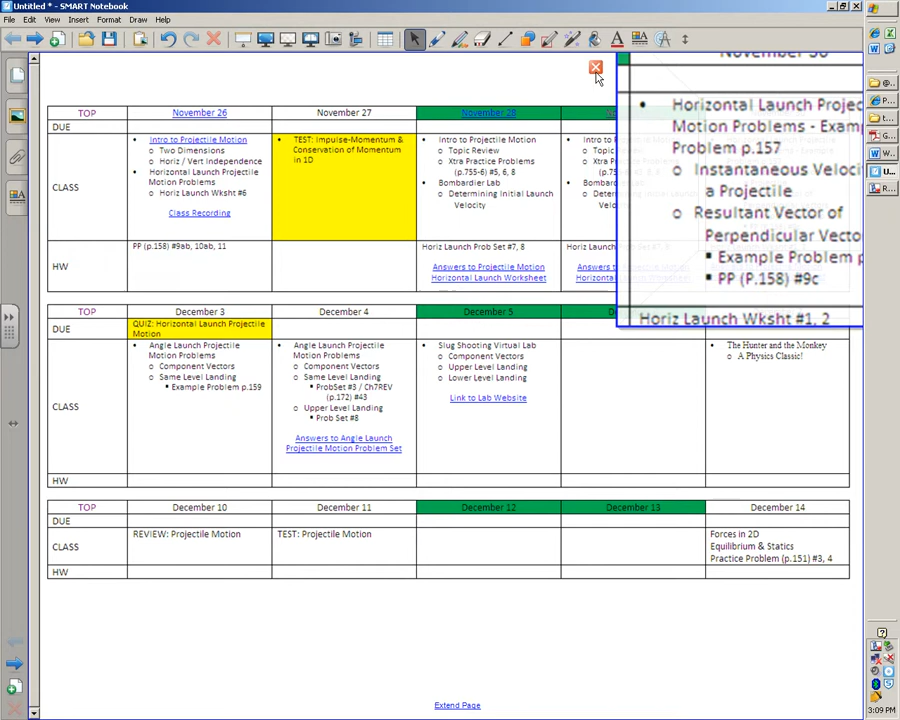 Untitled * - SMART Notebook
File Edit View Insert Format Draw Help
TOP November 26 November 27 November 28
DUE
CLASS
Intro to Projectile Motion
o Two Dimensions
o Horiz / Vert Independence
• Horizontal Launch Projectile
Motion Problems
o Horiz Launch Wksht #6
Class Recording
• TEST: Impulse-Momentum &
Conservation of Momentum
in 1D
• Intro to Projectile Motion
o Topic Review
o Xtra Practice Problems
(p.755-6) #5, 6, 8
• Bombardier Lab
o Determining Initial Launch
Velocity
HW
PP (p.158) #9ab, 10ab, 11
Horiz Launch Prob Set #7, 8
Answers to Projectile Motion
Horizontal Launch Worksheet
• Horizontal Launch Projec
Motion Problems - Examp
Problem p.157
o Instantaneous Veloci
a Projectile
o Resultant Vector of
Perpendicular Vecto
▪ Example Problem p
▪ PP (P.158) #9c
Horiz Launch Wksht #1, 2
TOP December 3 December 4 December 5
DUE
QUIZ: Horizontal Launch Projectile
Motion
CLASS
• Angle Launch Projectile
Motion Problems
o Component Vectors
o Same Level Landing
▪ Example Problem p.159
• Angle Launch Projectile
Motion Problems
o Component Vectors
o Same Level Landing
▪ ProbSet #3 / Ch7REV
(p.172) #43
o Upper Level Landing
▪ Prob Set #8
Answers to Angle Launch
Projectile Motion Problem Set
• Slug Shooting Virtual Lab
o Component Vectors
o Upper Level Landing
o Lower Level Landing
Link to Lab Website
• The Hunter and the Monkey
o A Physics Classic!
HW
TOP December 10 December 11 December 12 December 13 December 14
DUE
CLASS
REVIEW: Projectile Motion
TEST: Projectile Motion
Forces in 2D
Equilibrium & Statics
Practice Problem (p.151) #3, 4
HW
Extend Page
3:09 PM